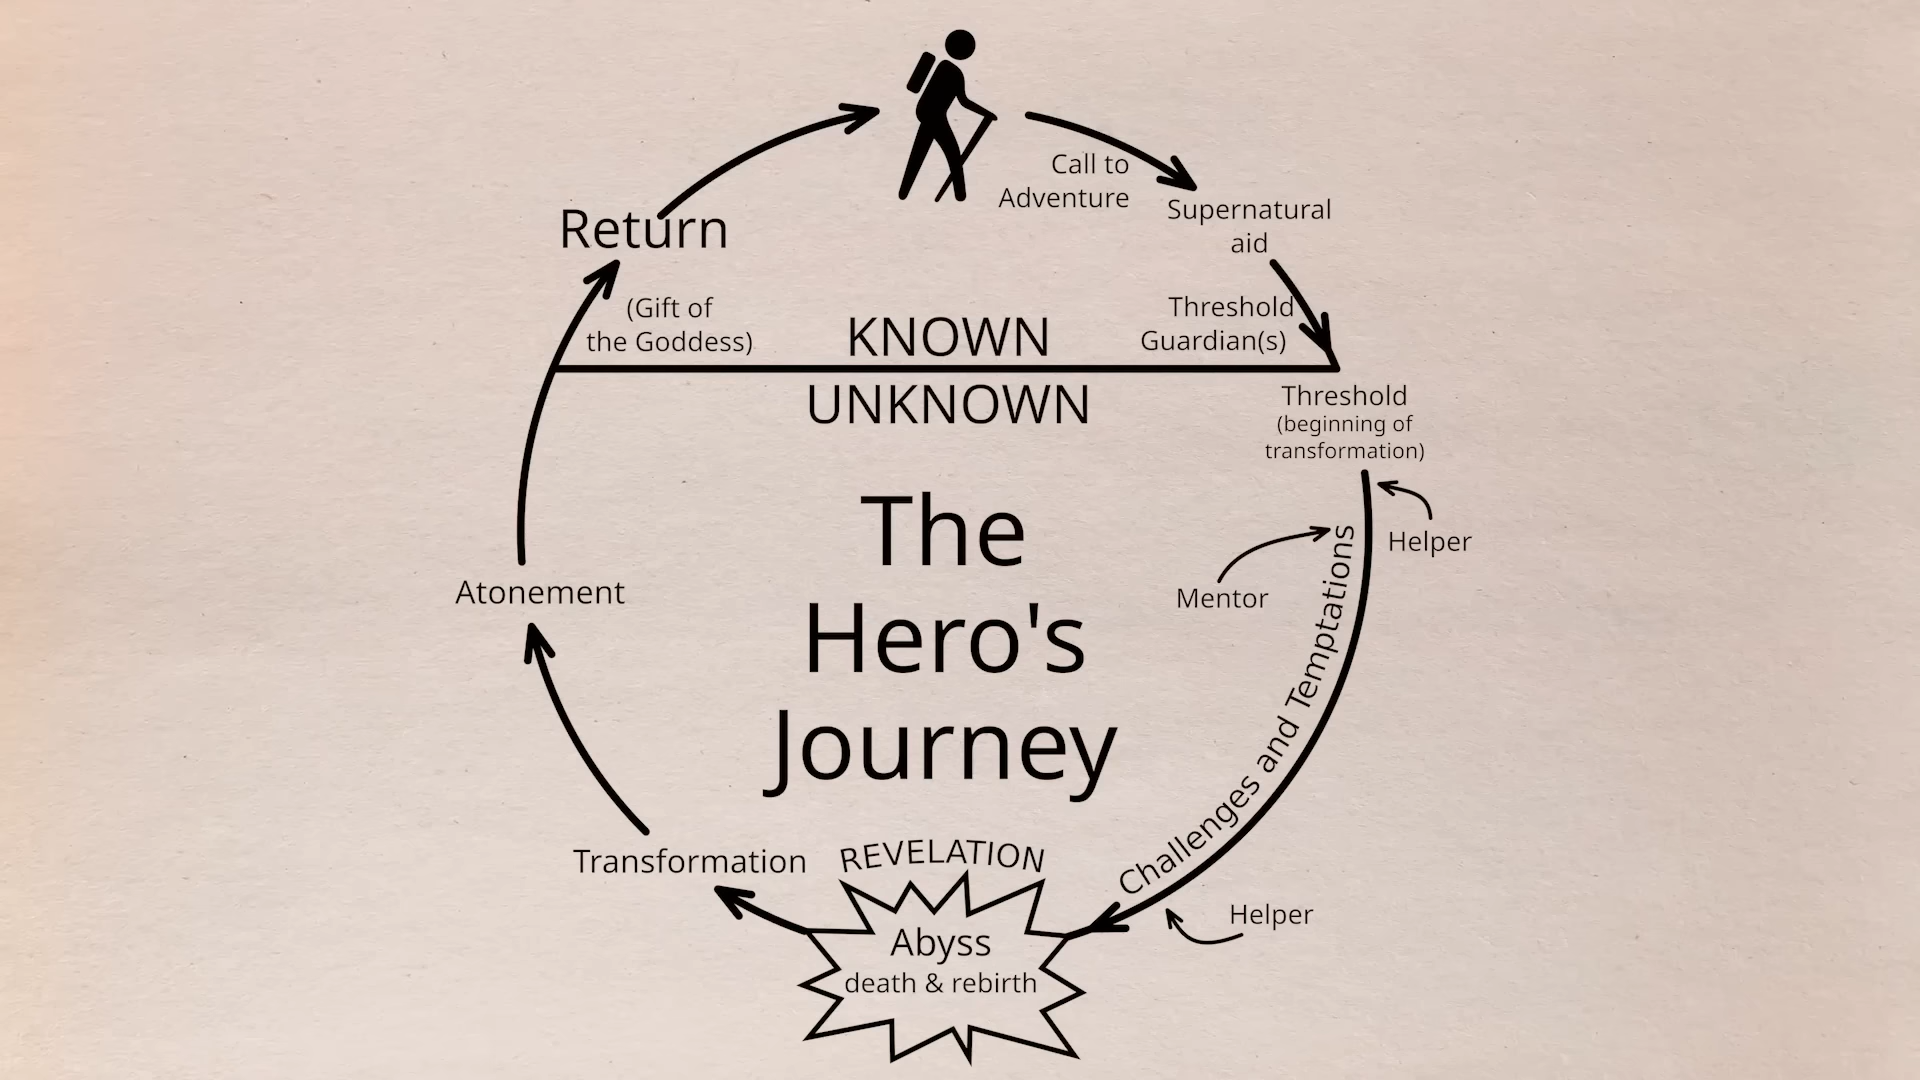 Call to
Adventure
Supernatural
aid
Return
(Gift of
the Goddess)
KNOWN
Threshold
Guardian(s)
UNKNOWN
Threshold
(beginning of
transformation)
The
Hero's
Journey
Helper
Mentor
Challenges and Temptations
Helper
Atonement
Transformation
REVELATION
Abyss
death & rebirth